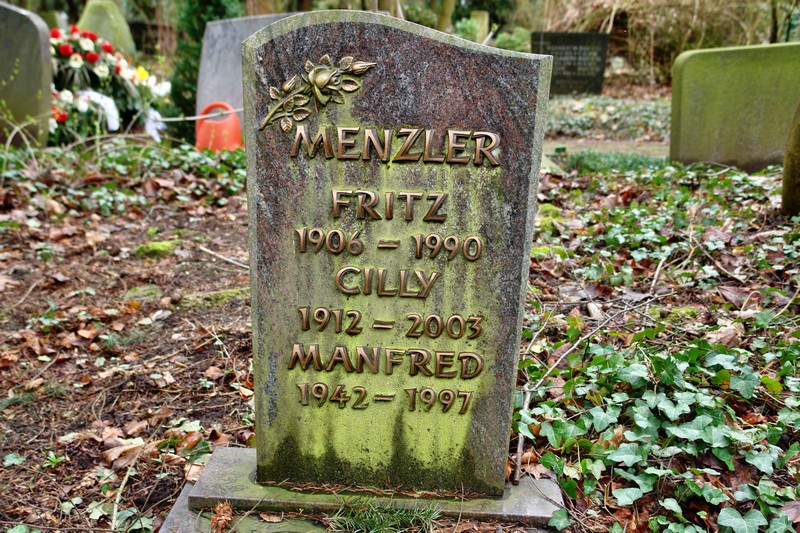 MENZLER
FRITZ
1906 – 1990
CILLY
1912 – 2003
MANFRED
1942 – 1997